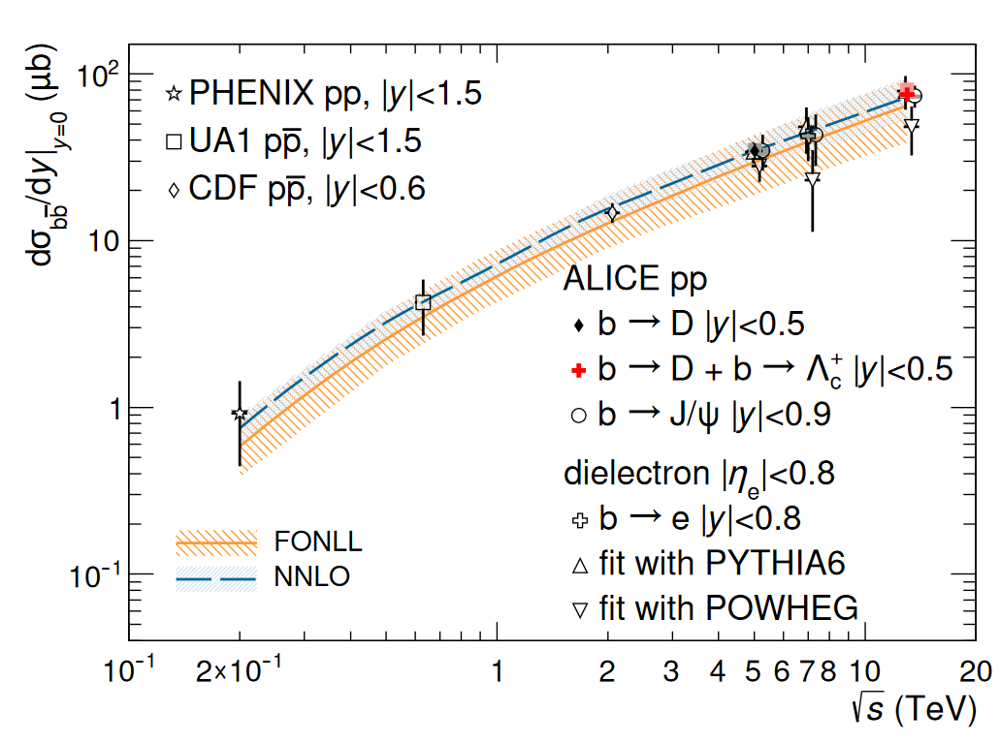 dσbb̅/dy|y=0 (μb)
10²
10
1
10⁻¹
PHENIX pp, |y|<1.5
UA1 pp̅, |y|<1.5
CDF pp̅, |y|<0.6
ALICE pp
b → D |y|<0.5
b → D + b → Λc⁺ |y|<0.5
b → J/ψ |y|<0.9
dielectron |ηe|<0.8
b → e |y|<0.8
fit with PYTHIA6
fit with POWHEG
FONLL
NNLO
10⁻¹ 2×10⁻¹ 1 2 3 4 5 6 7 8 10 20
√s (TeV)